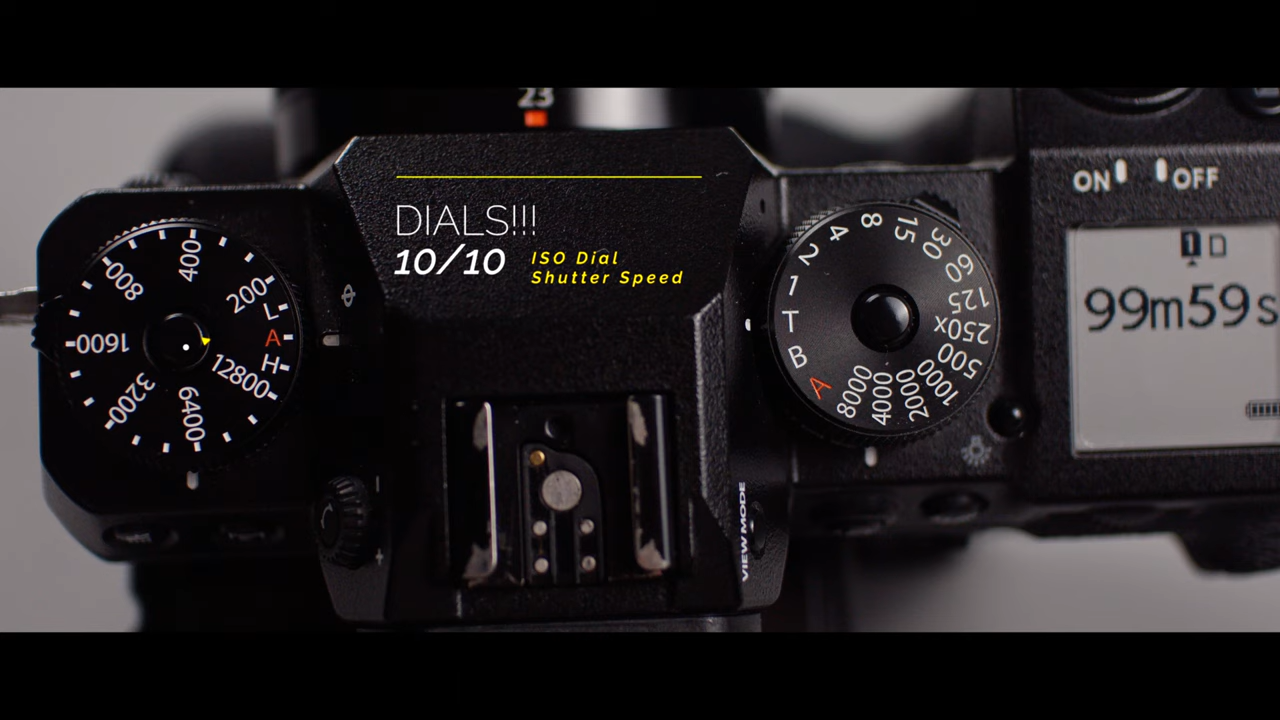 23
DIALS!!!
10/10
ISO Dial
Shutter Speed
400
800
200
L
A
H
1600
12800
3200
6400
1
2
4
8
15
30
60
125
250X
500
1000
2000
4000
8000
A
B
T
ON
OFF
1
99m59s
VIEW MODE
+